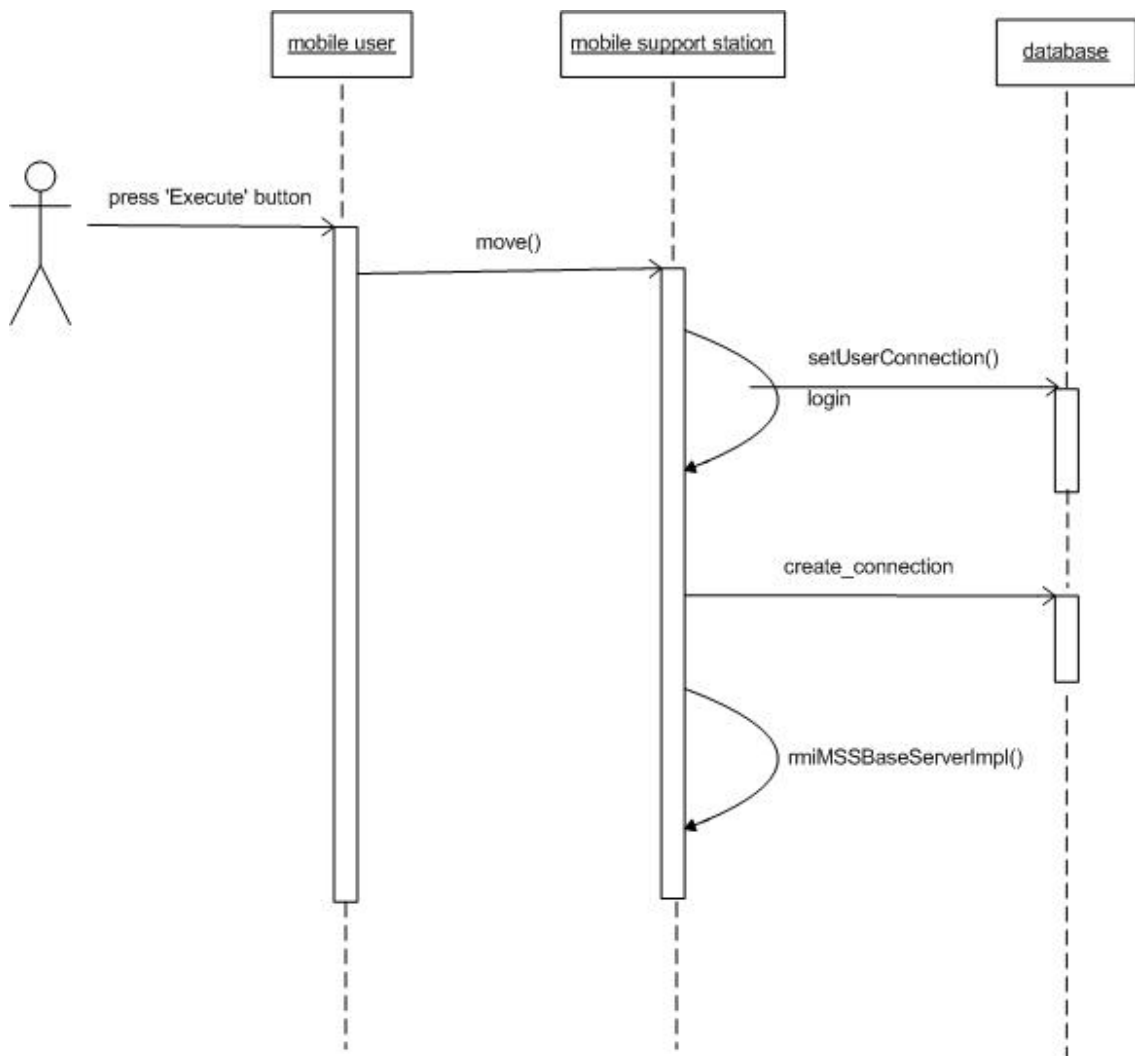 mobile user
mobile support station
database
press 'Execute' button
move()
setUserConnection()
login
create_connection
rmiMSSBaseServerImpl()